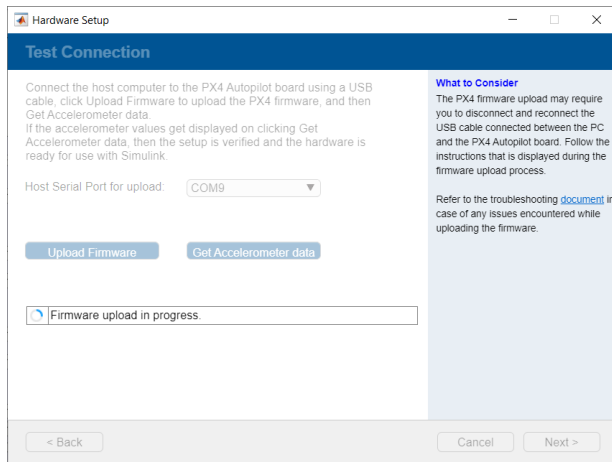 Hardware Setup
Test Connection
Connect the host computer to the PX4 Autopilot board using a USB
cable, click Upload Firmware to upload the PX4 firmware, and then
Get Accelerometer data.
If the accelerometer values get displayed on clicking Get
Accelerometer data, then the setup is verified and the hardware is
ready for use with Simulink.
Host Serial Port for upload:
COM9
Upload Firmware
Get Accelerometer data
Firmware upload in progress.
What to Consider
The PX4 firmware upload may require
you to disconnect and reconnect the
USB cable connected between the PC
and the PX4 Autopilot board. Follow the
instructions that is displayed during the
firmware upload process.
Refer to the troubleshooting document in
case of any issues encountered while
uploading the firmware.
< Back
Cancel
Next >